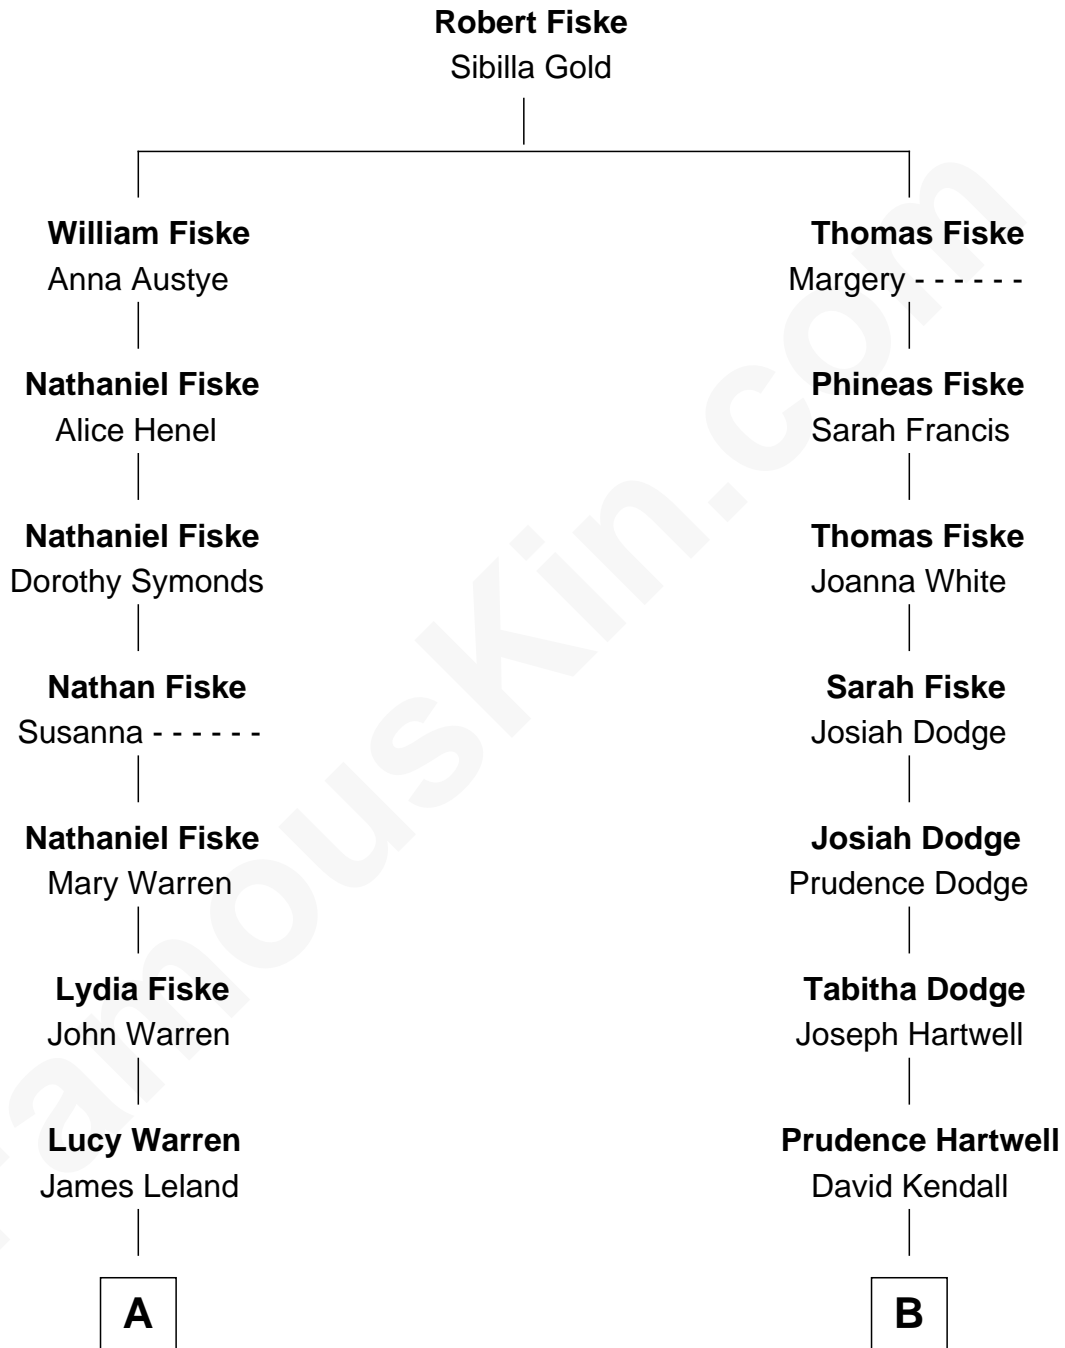 Robert Fiske
Sibilla Gold
William Fiske
Anna Austye
Thomas Fiske
Margery - - - - - -
Nathaniel Fiske
Alice Henel
Phineas Fiske
Sarah Francis
Nathaniel Fiske
Dorothy Symonds
Thomas Fiske
Joanna White
Nathan Fiske
Susanna - - - - - -
Sarah Fiske
Josiah Dodge
Nathaniel Fiske
Mary Warren
Josiah Dodge
Prudence Dodge
Lydia Fiske
John Warren
Tabitha Dodge
Joseph Hartwell
Lucy Warren
James Leland
Prudence Hartwell
David Kendall
A
B
FamousKin.com